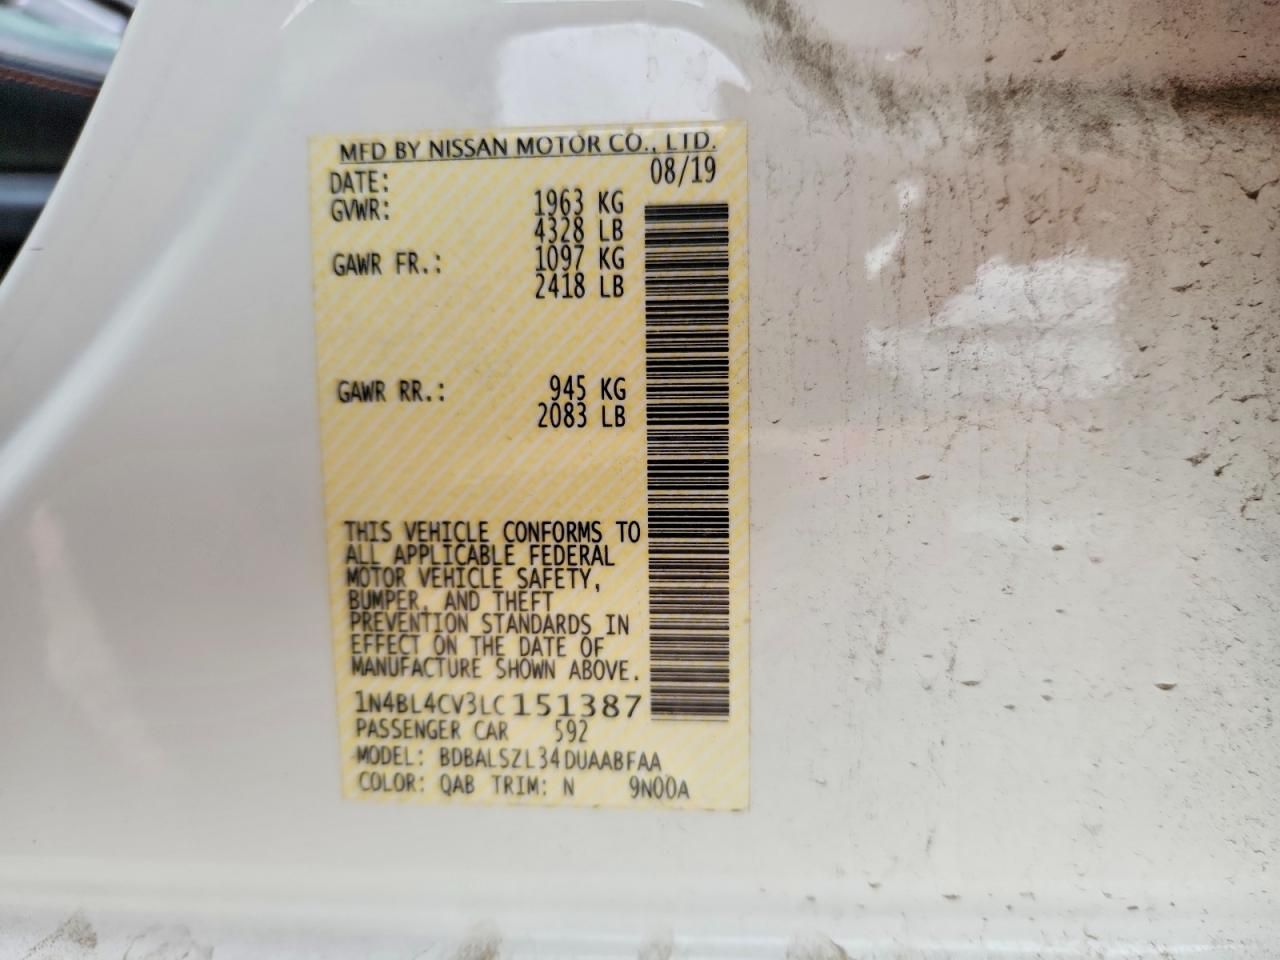 MFD BY NISSAN MOTOR CO., LTD.
DATE: 08/19
GVWR: 1963 KG
4328 LB
GAWR FR.: 1097 KG
2418 LB
GAWR RR.: 945 KG
2083 LB
THIS VEHICLE CONFORMS TO
ALL APPLICABLE FEDERAL
MOTOR VEHICLE SAFETY,
BUMPER, AND THEFT
PREVENTION STANDARDS IN
EFFECT ON THE DATE OF
MANUFACTURE SHOWN ABOVE.
1N4BL4CV3LC151387
PASSENGER CAR 592
MODEL: BDBALSZL34DUAABFAA
COLOR: QAB TRIM: N 9N00A